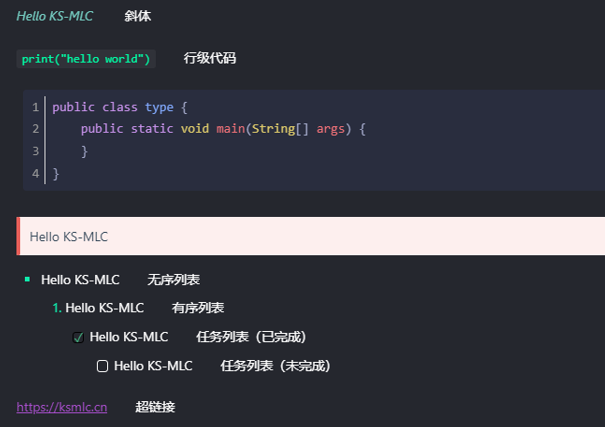 Hello KS-MLC 斜体
print("hello world") 行级代码
1 public class type {
2 public static void main(String[] args) {
3 }
4 }
Hello KS-MLC
Hello KS-MLC 无序列表
1. Hello KS-MLC 有序列表
Hello KS-MLC 任务列表（已完成）
Hello KS-MLC 任务列表（未完成）
https://ksmlc.cn 超链接